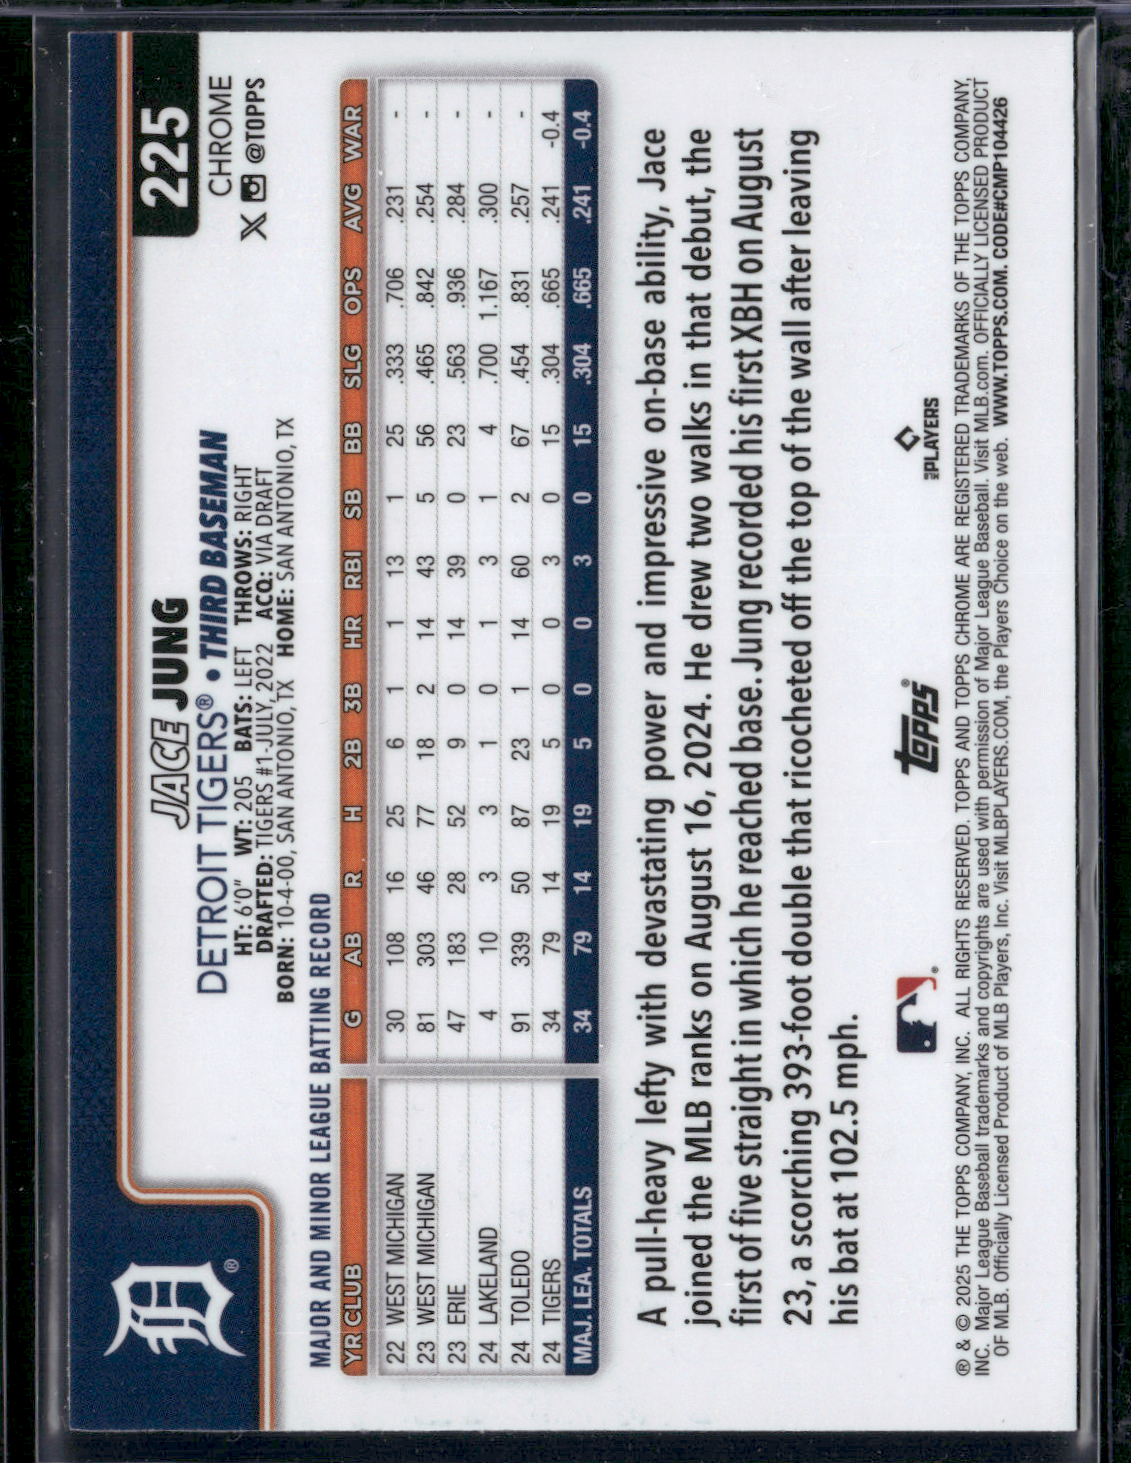 225
CHROME
X @TOPPS
JACE JUNG
DETROIT TIGERS® • THIRD BASEMAN
HT: 6'0" WT: 205 BATS: LEFT THROWS: RIGHT
DRAFTED: TIGERS #1-JULY, 2022 ACQ: VIA DRAFT
BORN: 10-4-00, SAN ANTONIO, TX HOME: SAN ANTONIO, TX
D
®
MAJOR AND MINOR LEAGUE BATTING RECORD
YR CLUB G AB R H 2B 3B HR RBI SB BB SLG OPS AVG WAR
22 WEST MICHIGAN 30 108 16 25 6 1 1 13 1 25 .333 .706 .231 -
23 WEST MICHIGAN 81 303 46 77 18 2 14 43 5 56 .465 .842 .254 -
23 ERIE 47 183 28 52 9 0 14 39 0 23 .563 .936 .284 -
24 LAKELAND 4 10 3 3 1 0 1 3 1 4 .700 1.167 .300 -
24 TOLEDO 91 339 50 87 23 1 14 60 2 67 .454 .831 .257 -
24 TIGERS 34 79 14 19 5 0 0 3 0 15 .304 .665 .241 -0.4
MAJ. LEA. TOTALS 34 79 14 19 5 0 0 3 0 15 .304 .665 .241 -0.4
A pull-heavy lefty with devastating power and impressive on-base ability, Jace
joined the MLB ranks on August 16, 2024. He drew two walks in that debut, the
first of five straight in which he reached base. Jung recorded his first XBH on August
23, a scorching 393-foot double that ricocheted off the top of the wall after leaving
his bat at 102.5 mph.
® topps® MLB PLAYERS
® & © 2025 THE TOPPS COMPANY, INC. ALL RIGHTS RESERVED. TOPPS AND TOPPS CHROME ARE REGISTERED TRADEMARKS OF THE TOPPS COMPANY,
INC. Major League Baseball trademarks and copyrights are used with permission of Major League Baseball. Visit MLB.com. OFFICIALLY LICENSED PRODUCT
OF MLB. Officially Licensed Product of MLB Players, Inc. Visit MLBPLAYERS.COM, the Players Choice on the web. WWW.TOPPS.COM. CODE#CMP104426